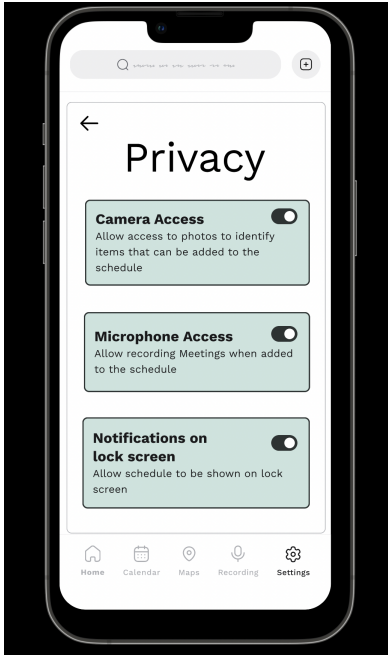 Privacy
Camera Access
Allow access to photos to identify
items that can be added to the
schedule
Microphone Access
Allow recording Meetings when added
to the schedule
Notifications on
lock screen
Allow schedule to be shown on lock
screen
Home Calendar Maps Recording Settings